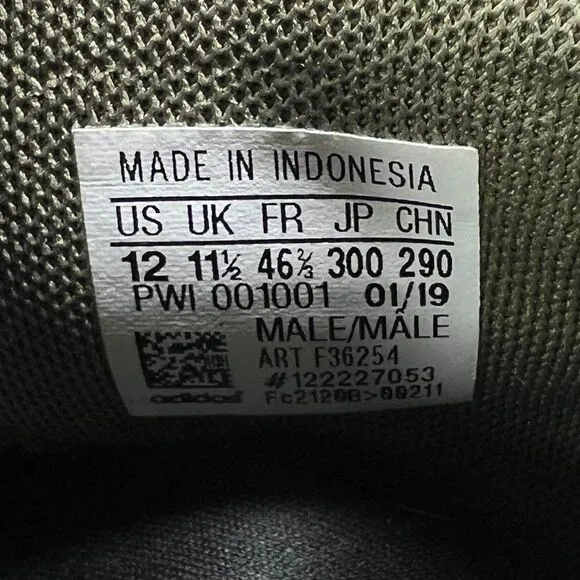 MADE IN INDONESIA
US UK FR JP CHN
12 11½ 46⅔ 300 290
PWI 001001 01/19
MALE/MÂLE
ART F36254
#122227053
adidas Fc2120B>00211